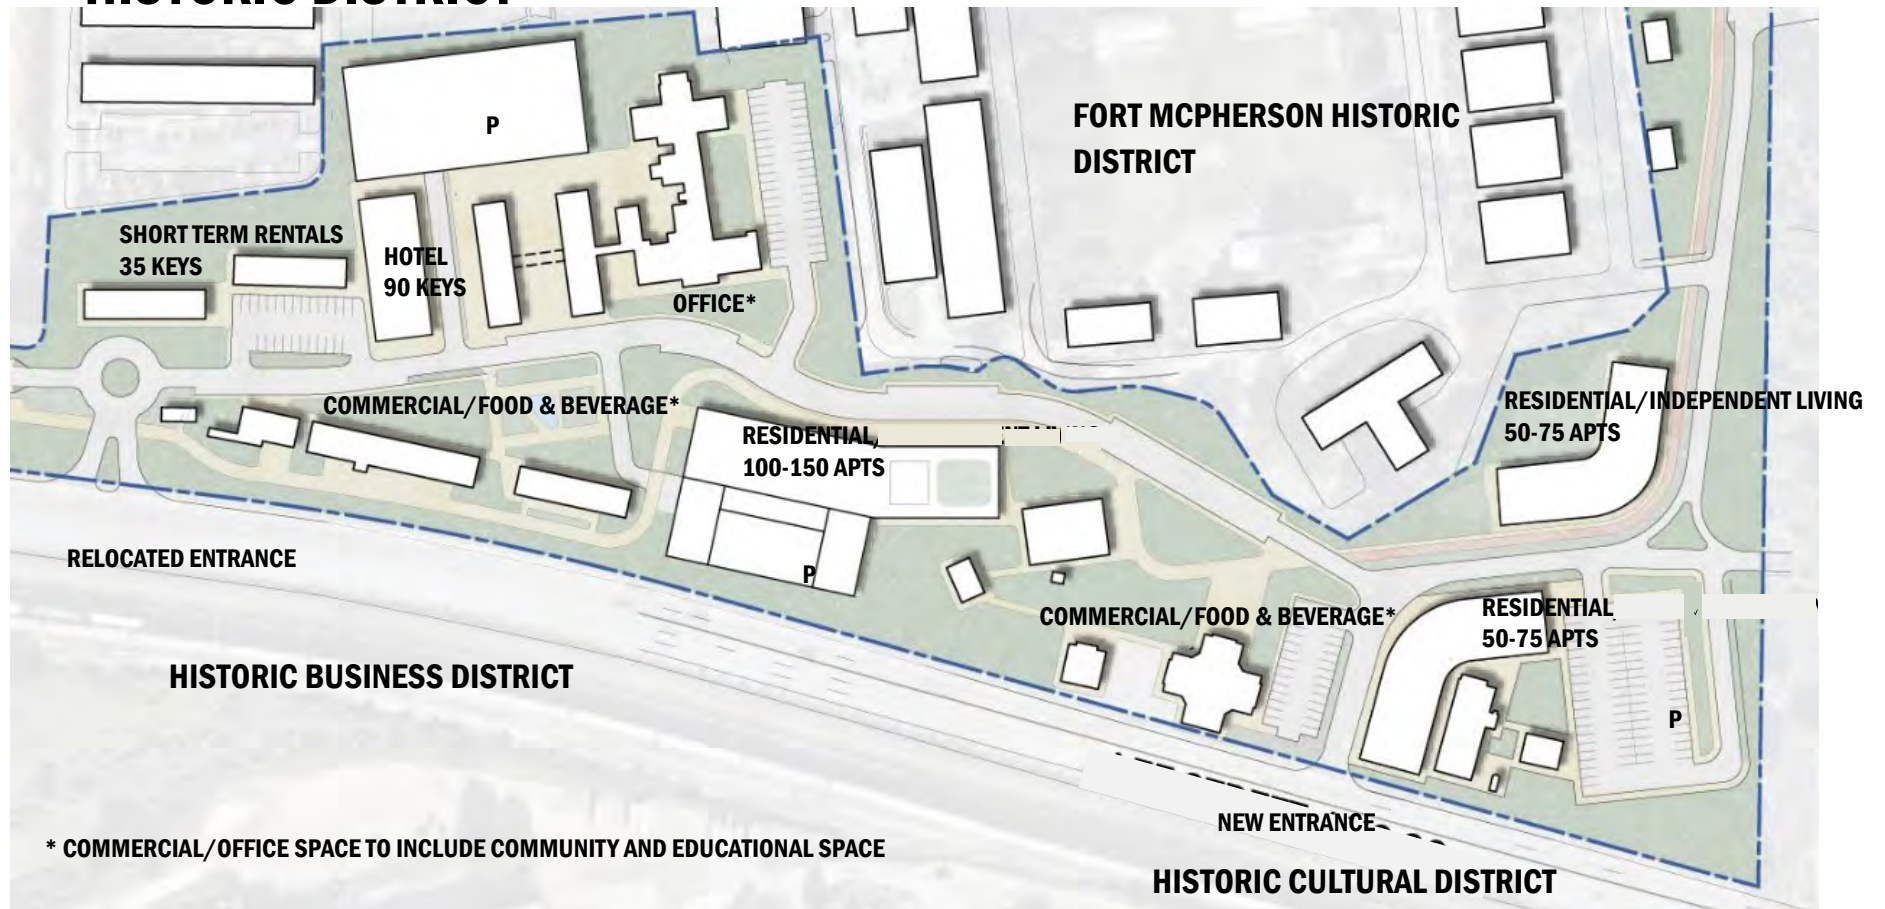 HISTORIC DISTRICT
P
FORT MCPHERSON HISTORIC
DISTRICT
SHORT TERM RENTALS
35 KEYS
HOTEL
90 KEYS
OFFICE*
COMMERCIAL/FOOD & BEVERAGE*
RESIDENTIAL/
100-150 APTS
RESIDENTIAL/INDEPENDENT LIVING
50-75 APTS
RELOCATED ENTRANCE
P
COMMERCIAL/FOOD & BEVERAGE*
RESIDENTIAL
50-75 APTS
HISTORIC BUSINESS DISTRICT
P
NEW ENTRANCE
* COMMERCIAL/OFFICE SPACE TO INCLUDE COMMUNITY AND EDUCATIONAL SPACE
HISTORIC CULTURAL DISTRICT